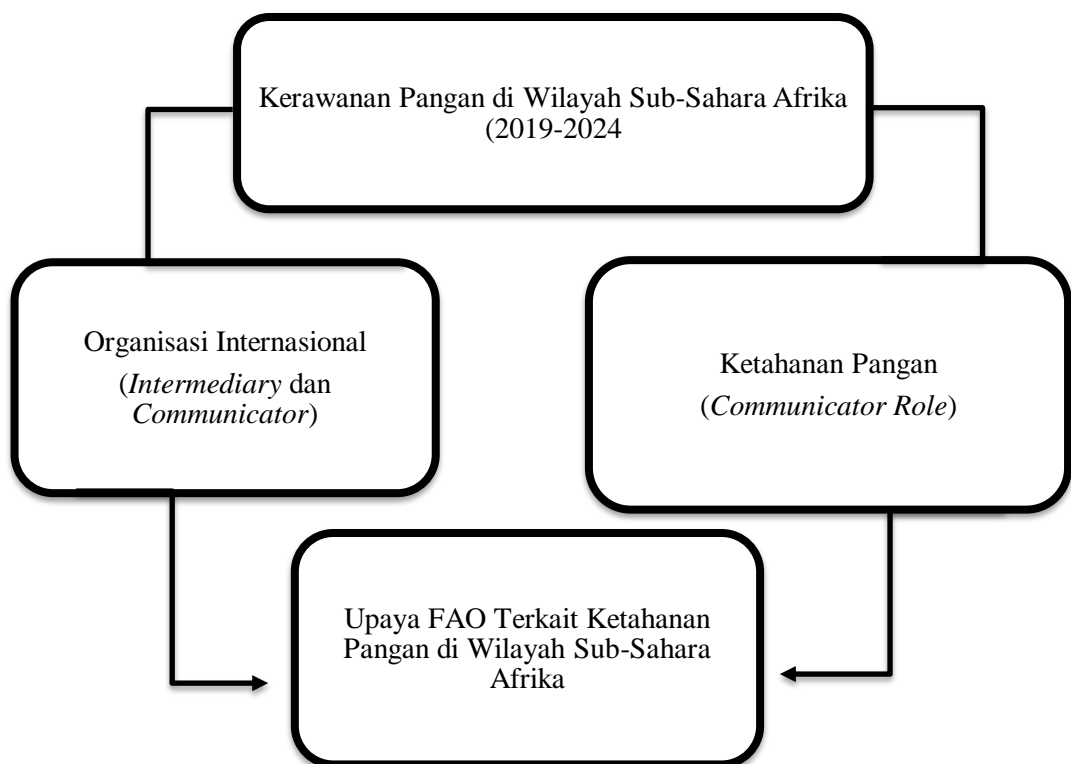 Kerawanan Pangan di Wilayah Sub-Sahara Afrika
(2019-2024
Organisasi Internasional
(Intermediary dan
Communicator)
Ketahanan Pangan
(Communicator Role)
Upaya FAO Terkait Ketahanan
Pangan di Wilayah Sub-Sahara
Afrika